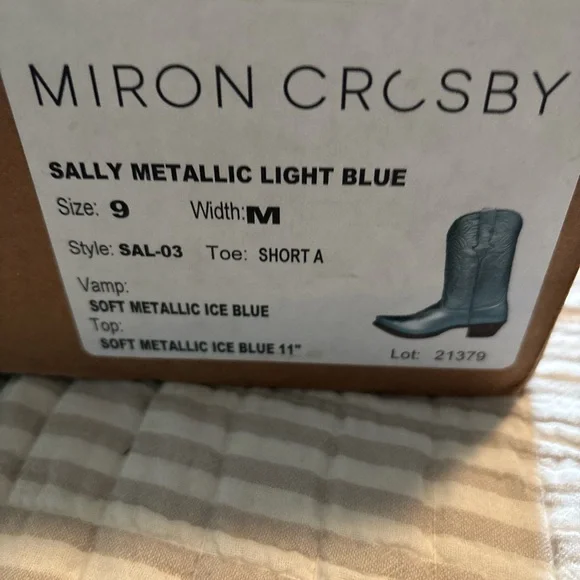 MIRON CROSBY
SALLY METALLIC LIGHT BLUE
Size: 9 Width: M
Style: SAL-03 Toe: SHORT A
Vamp:
SOFT METALLIC ICE BLUE
Top:
SOFT METALLIC ICE BLUE 11"
Lot: 21379